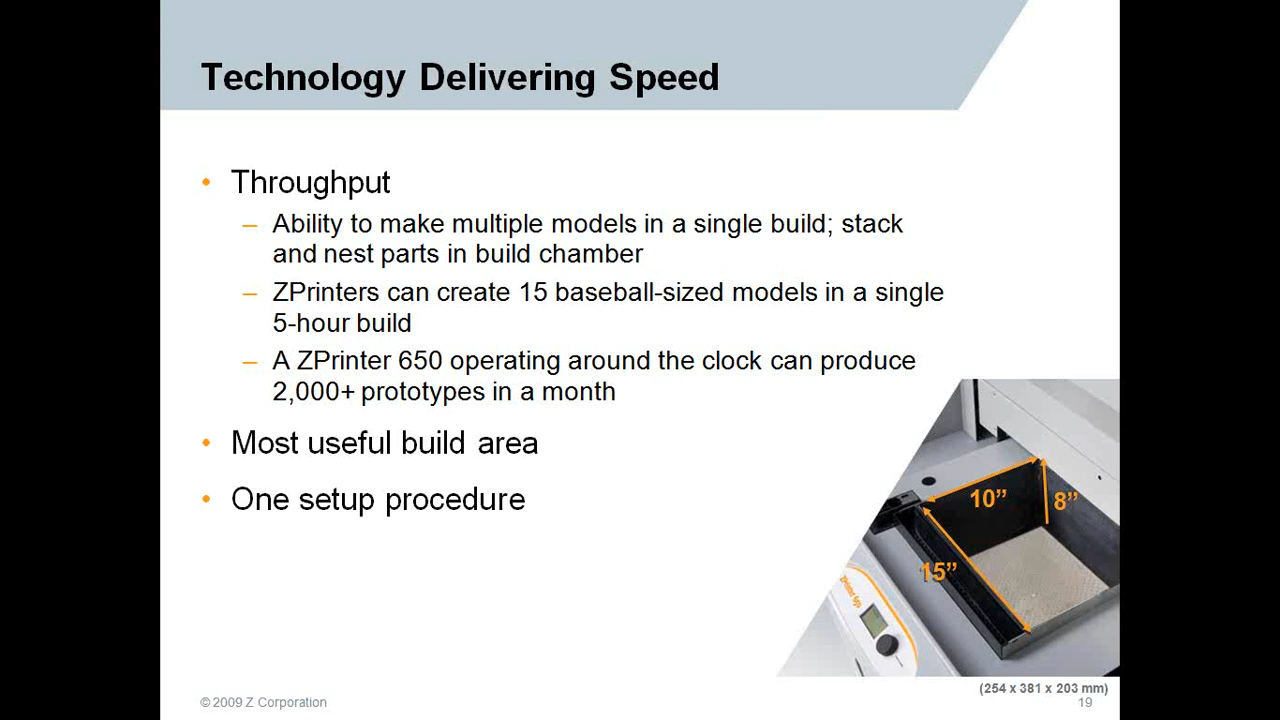 Technology Delivering Speed
• Throughput
– Ability to make multiple models in a single build; stack
and nest parts in build chamber
– ZPrinters can create 15 baseball-sized models in a single
5-hour build
– A ZPrinter 650 operating around the clock can produce
2,000+ prototypes in a month
• Most useful build area
• One setup procedure
10”
8”
15”
(254 x 381 x 203 mm)
© 2009 Z Corporation
19